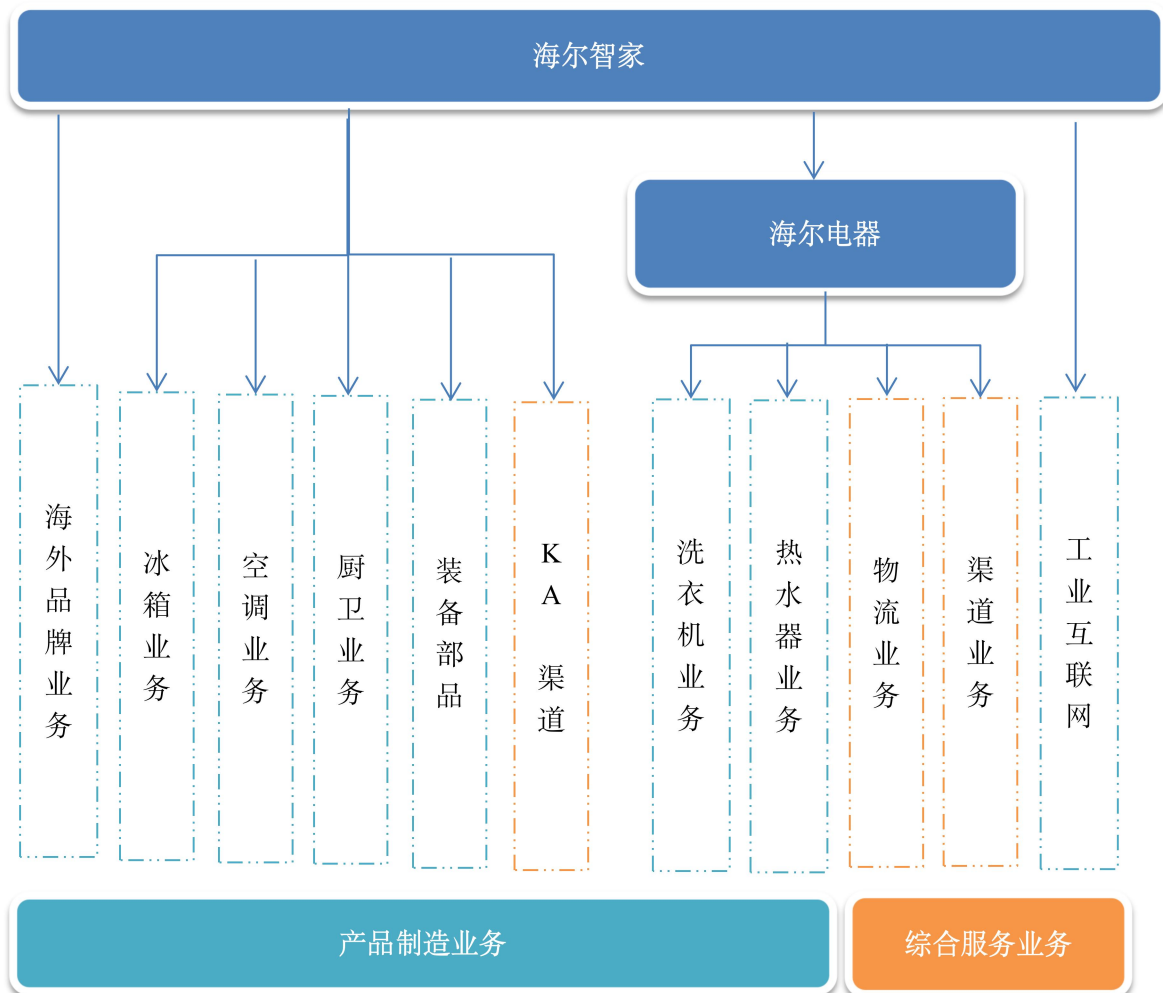 海尔智家
海尔电器
海外品牌业务
冰箱业务
空调业务
厨卫业务
装备部品
KA 渠道
洗衣机业务
热水器业务
物流业务
渠道业务
工业互联网
产品制造业务
综合服务业务